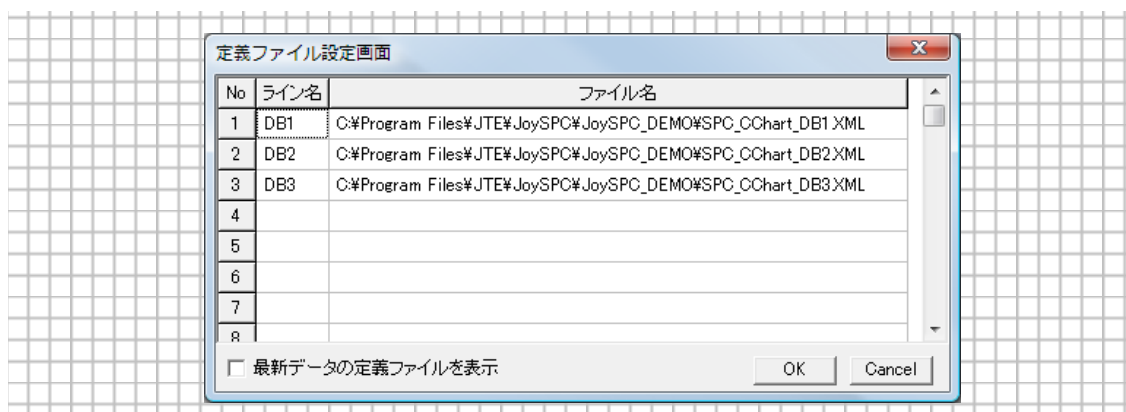 定義ファイル設定画面
No ライン名 ファイル名
1 DB1 C:¥Program Files¥JTE¥JoySPC¥JoySPC_DEMO¥SPC_CChart_DB1.XML
2 DB2 C:¥Program Files¥JTE¥JoySPC¥JoySPC_DEMO¥SPC_CChart_DB2.XML
3 DB3 C:¥Program Files¥JTE¥JoySPC¥JoySPC_DEMO¥SPC_CChart_DB3.XML
4
5
6
7
8
最新データの定義ファイルを表示 OK Cancel